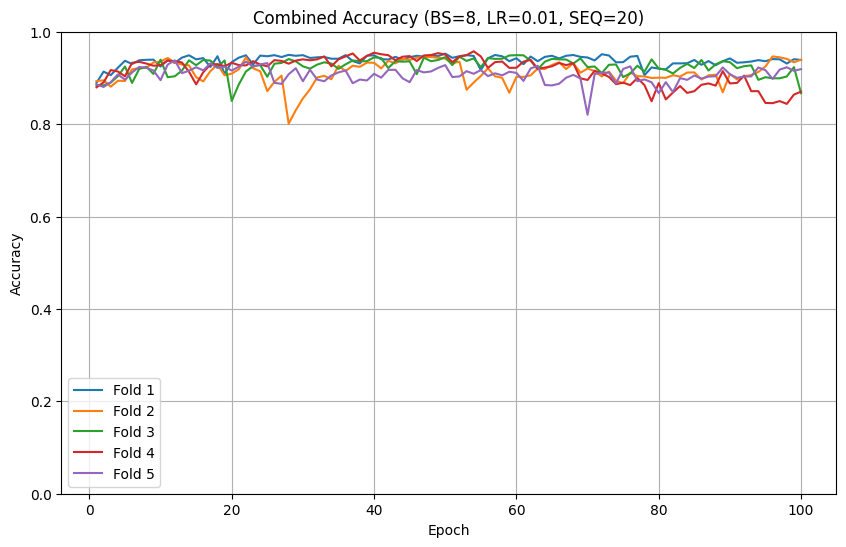 Combined Accuracy (BS=8, LR=0.01, SEQ=20)
1.0
0.8
0.6
0.4
0.2
0.0
Accuracy
Fold 1
Fold 2
Fold 3
Fold 4
Fold 5
0 20 40 60 80 100
Epoch